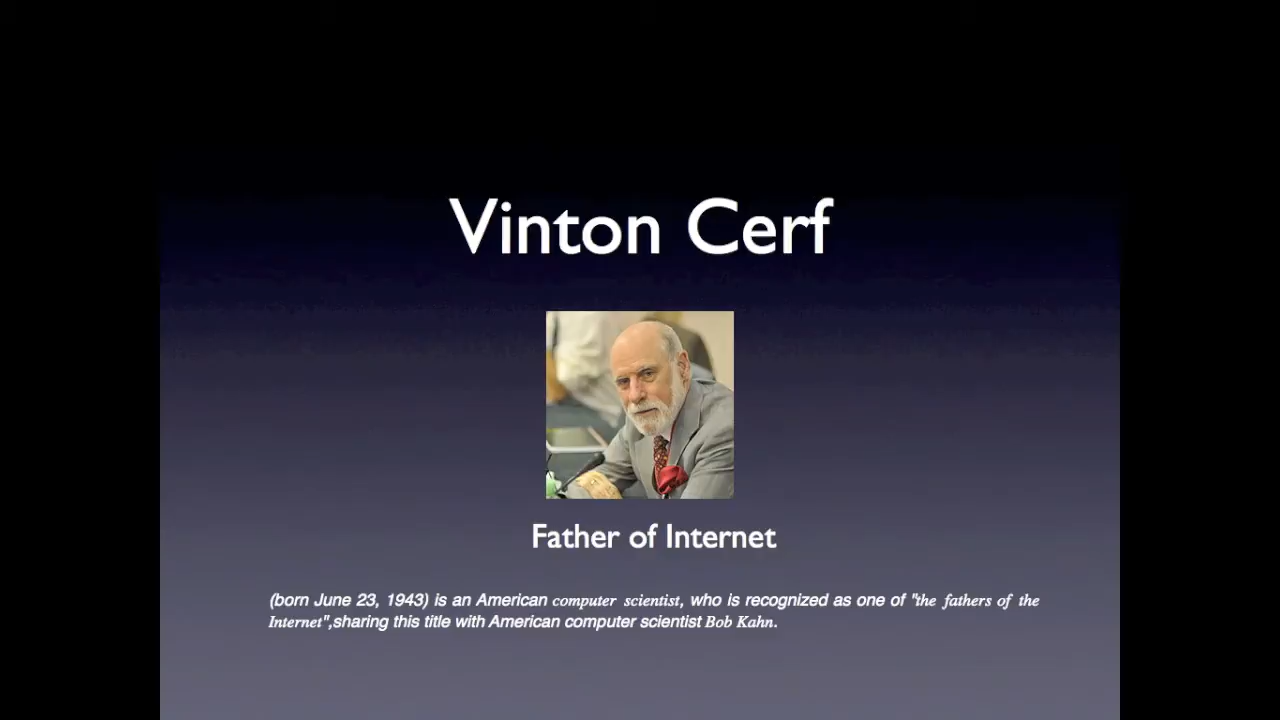 Vinton Cerf
Father of Internet
(born June 23, 1943) is an American computer scientist, who is recognized as one of "the fathers of the
Internet",sharing this title with American computer scientist Bob Kahn.